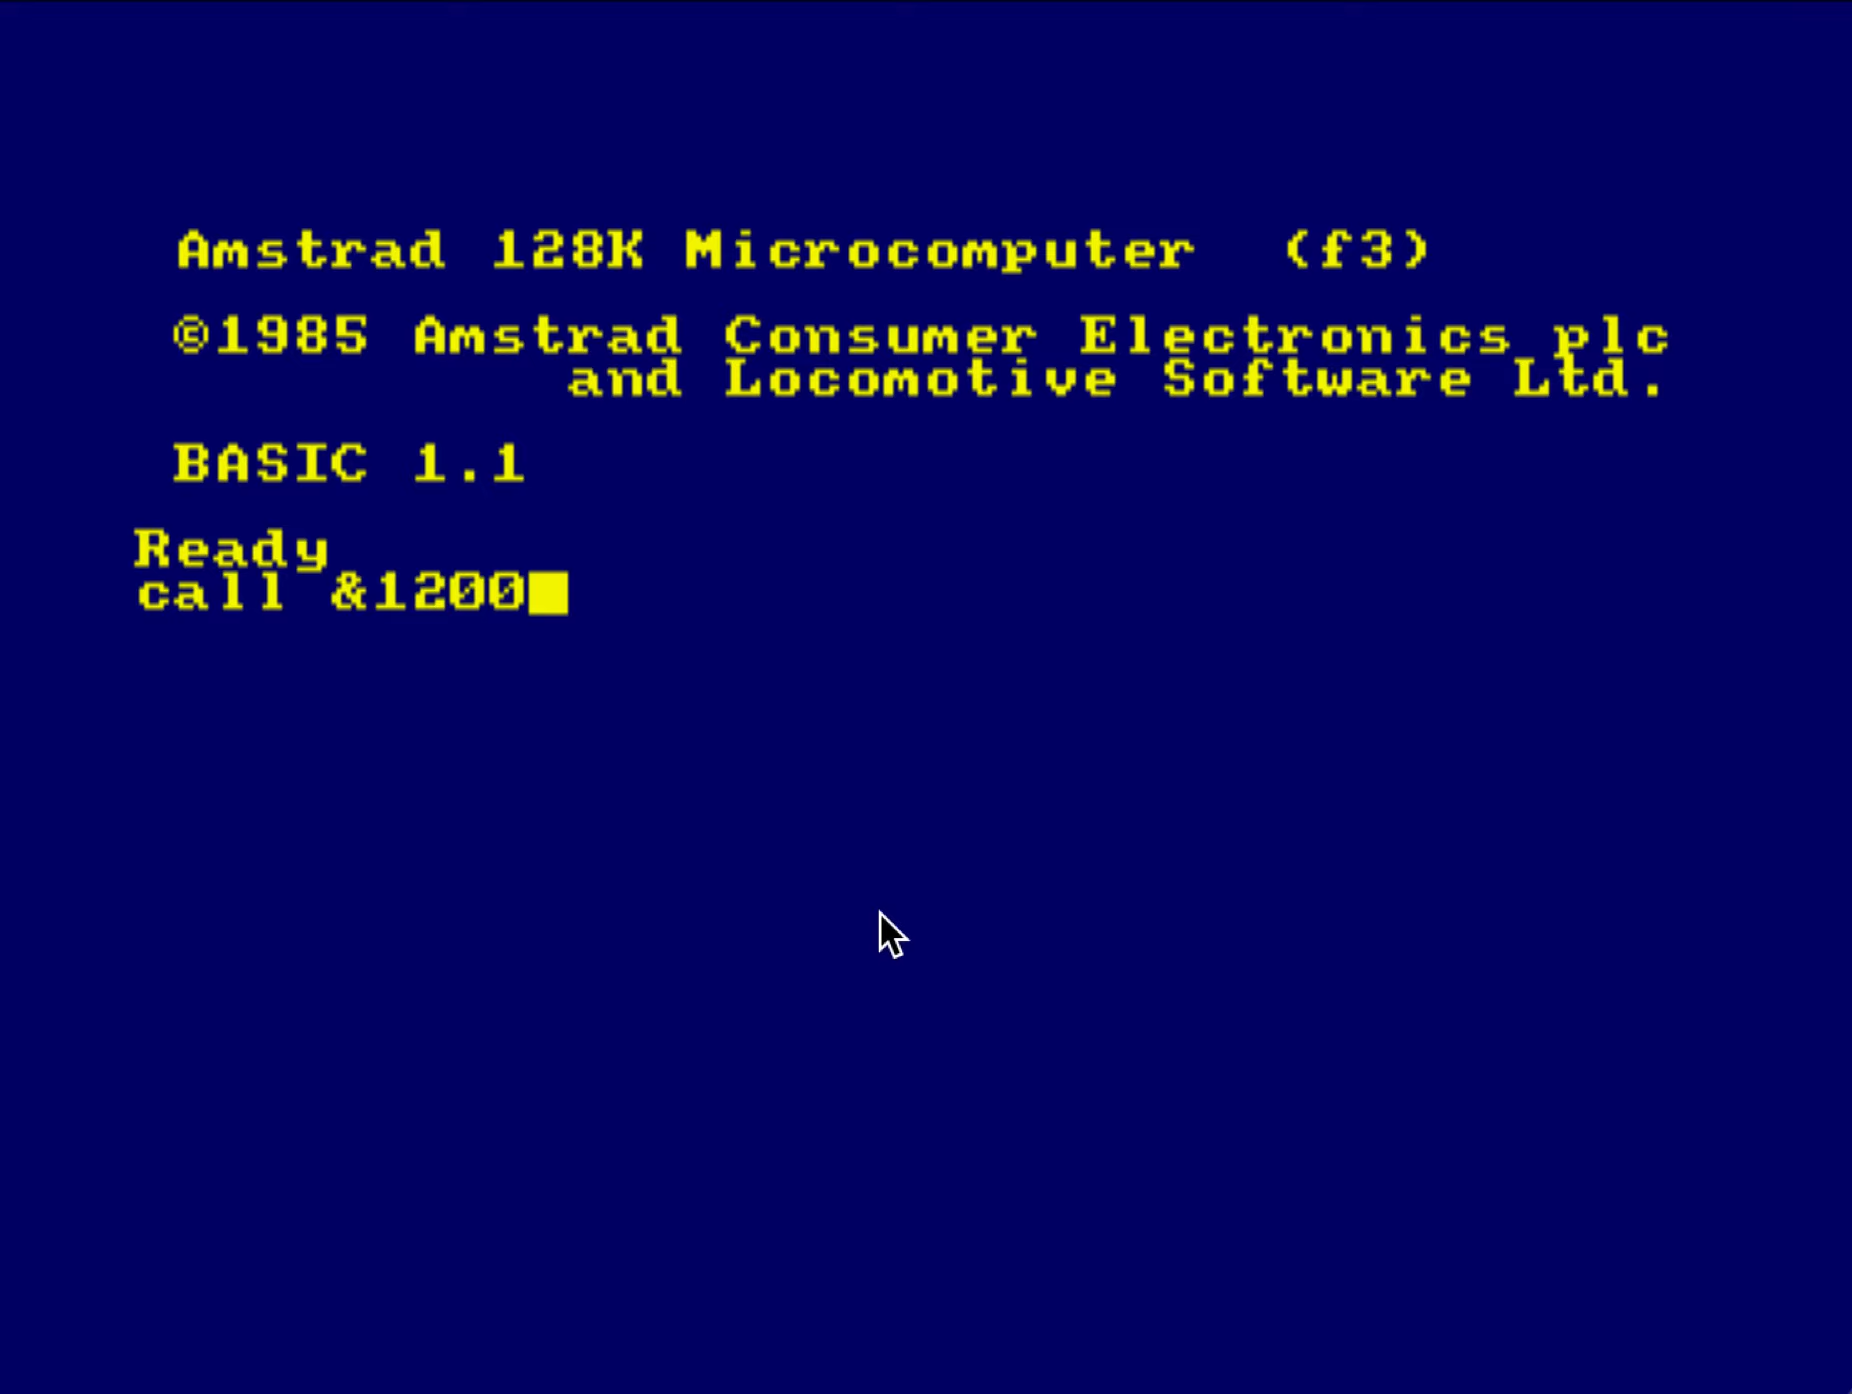 Amstrad 128K Microcomputer  (f3)
©1985 Amstrad Consumer Electronics plc
and Locomotive Software Ltd.
BASIC 1.1
Ready
call &1200